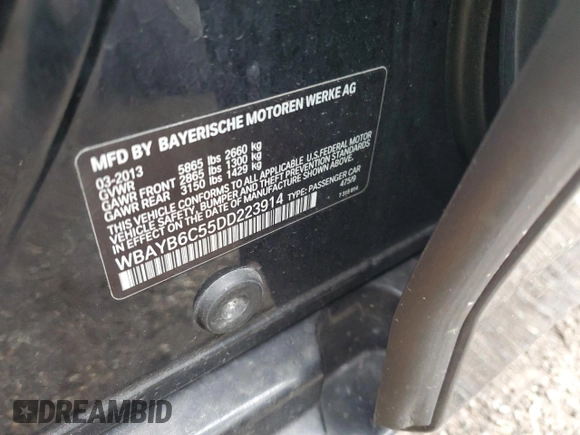 MFD BY BAYERISCHE MOTOREN WERKE AG
03-2013
GVWR 5865 lbs 2660 kg
GAWR FRONT 2865 lbs 1300 kg
GAWR REAR 3150 lbs 1429 kg
THIS VEHICLE CONFORMS TO ALL APPLICABLE U.S. FEDERAL MOTOR
VEHICLE SAFETY, BUMPER AND THEFT PREVENTION STANDARDS
IN EFFECT ON THE DATE OF MANUFACTURE SHOWN ABOVE.
WBAYB6C55DD223914 TYPE: PASSENGER CAR
475/9
DREAMBID